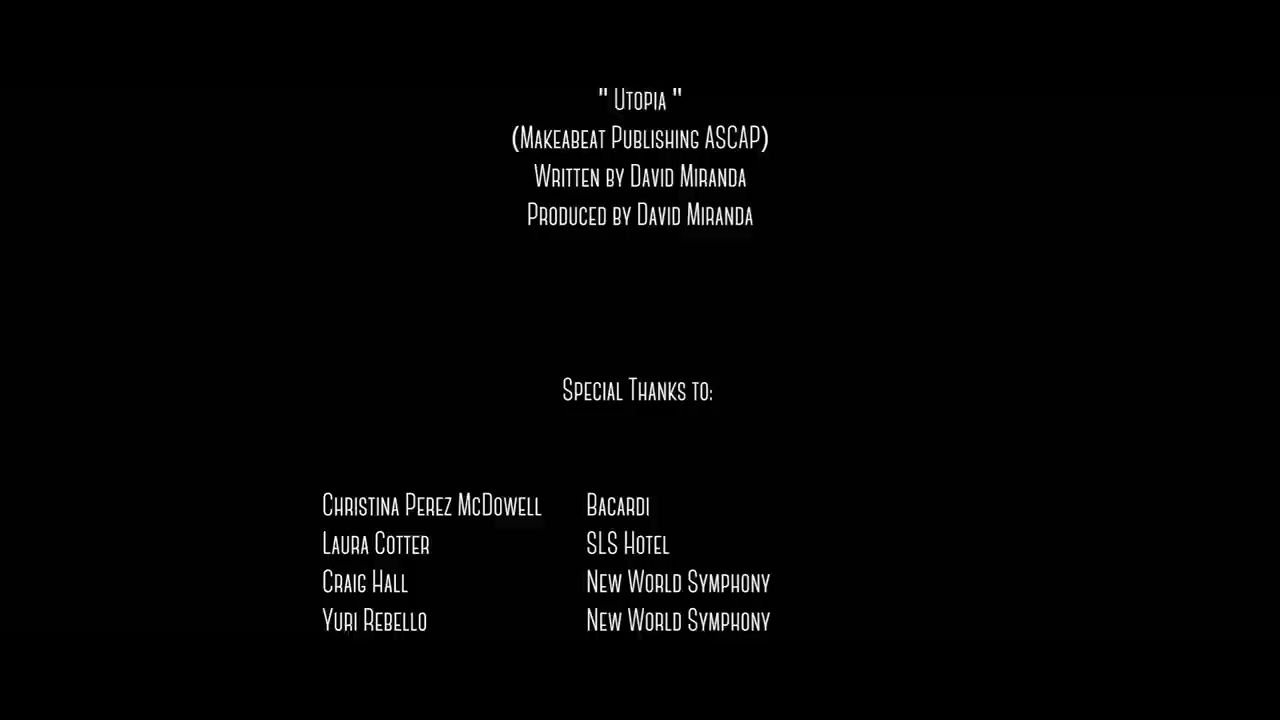 " Utopia "
(Makeabeat Publishing ASCAP)
Written by David Miranda
Produced by David Miranda
Special Thanks to:
Christina Perez McDowell Bacardi
Laura Cotter SLS Hotel
Craig Hall New World Symphony
Yuri Rebello New World Symphony